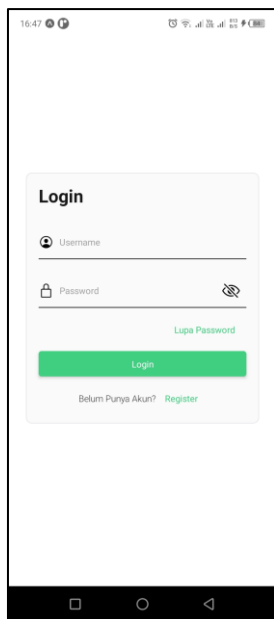 16:47
Login
Username
Password
Lupa Password
Login
Belum Punya Akun? Register